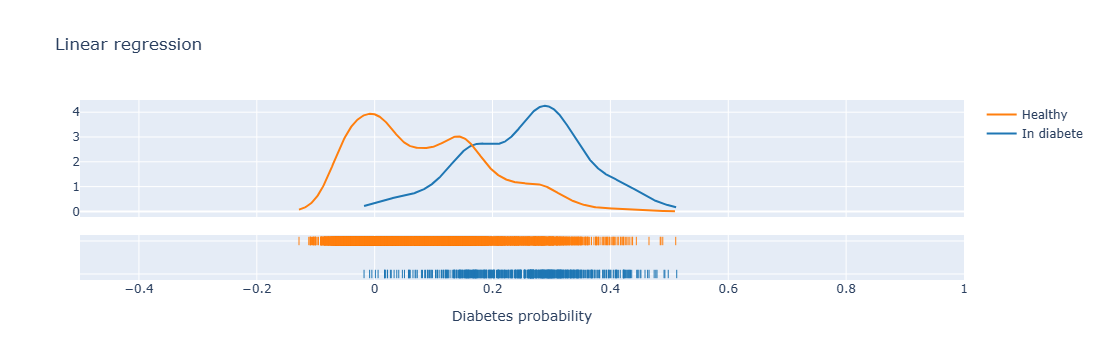 Linear regression
4
3
2
1
0
Healthy
In diabete
−0.4 −0.2 0 0.2 0.4 0.6 0.8 1
Diabetes probability